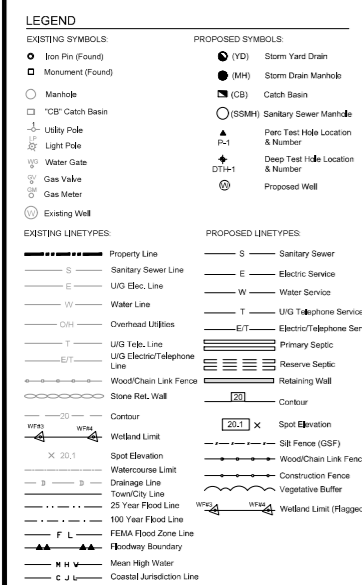 LEGEND
EXISTING SYMBOLS:
Iron Pin (Found)
Monument (Found)
Manhole
"CB" Catch Basin
Utility Pole
LP
Light Pole
WG Water Gate
GV
Gas Valve
GM
Gas Meter
W Existing Well
PROPOSED SYMBOLS:
(YD) Storm Yard Drain
(MH) Storm Drain Manhole
(CB) Catch Basin
(SSMH) Sanitary Sewer Manhole
P-1 Perc Test Hole Location
& Number
DTH-1 Deep Test Hole Location
& Number
W Proposed Well
EXISTING LINETYPES:
Property Line
S Sanitary Sewer Line
E U/G Elec. Line
W Water Line
O/H Overhead Utilities
T U/G Tele. Line
E/T U/G Electric/Telephone
Line
Wood/Chain Link Fence
Stone Ret. Wall
20 Contour
WF#3 WF#4 Wetland Limit
× 20.1 Spot Elevation
Watercourse Limit
D D Drainage Line
Town/City Line
25 Year Flood Line
100 Year Flood Line
F L FEMA Flood Zone Line
Floodway Boundary
M H W Mean High Water
C J L Coastal Jurisdiction Line
PROPOSED LINETYPES:
S Sanitary Sewer
E Electric Service
W Water Service
T U/G Telephone Service
E/T Electric/Telephone Ser
Primary Septic
Reserve Septic
Retaining Wall
20 Contour
20.1 × Spot Elevation
Silt Fence (GSF)
Wood/Chain Link Fenc
Construction Fence
Vegetative Buffer
WF#3 WF#4 Wetland Limit (Flagged